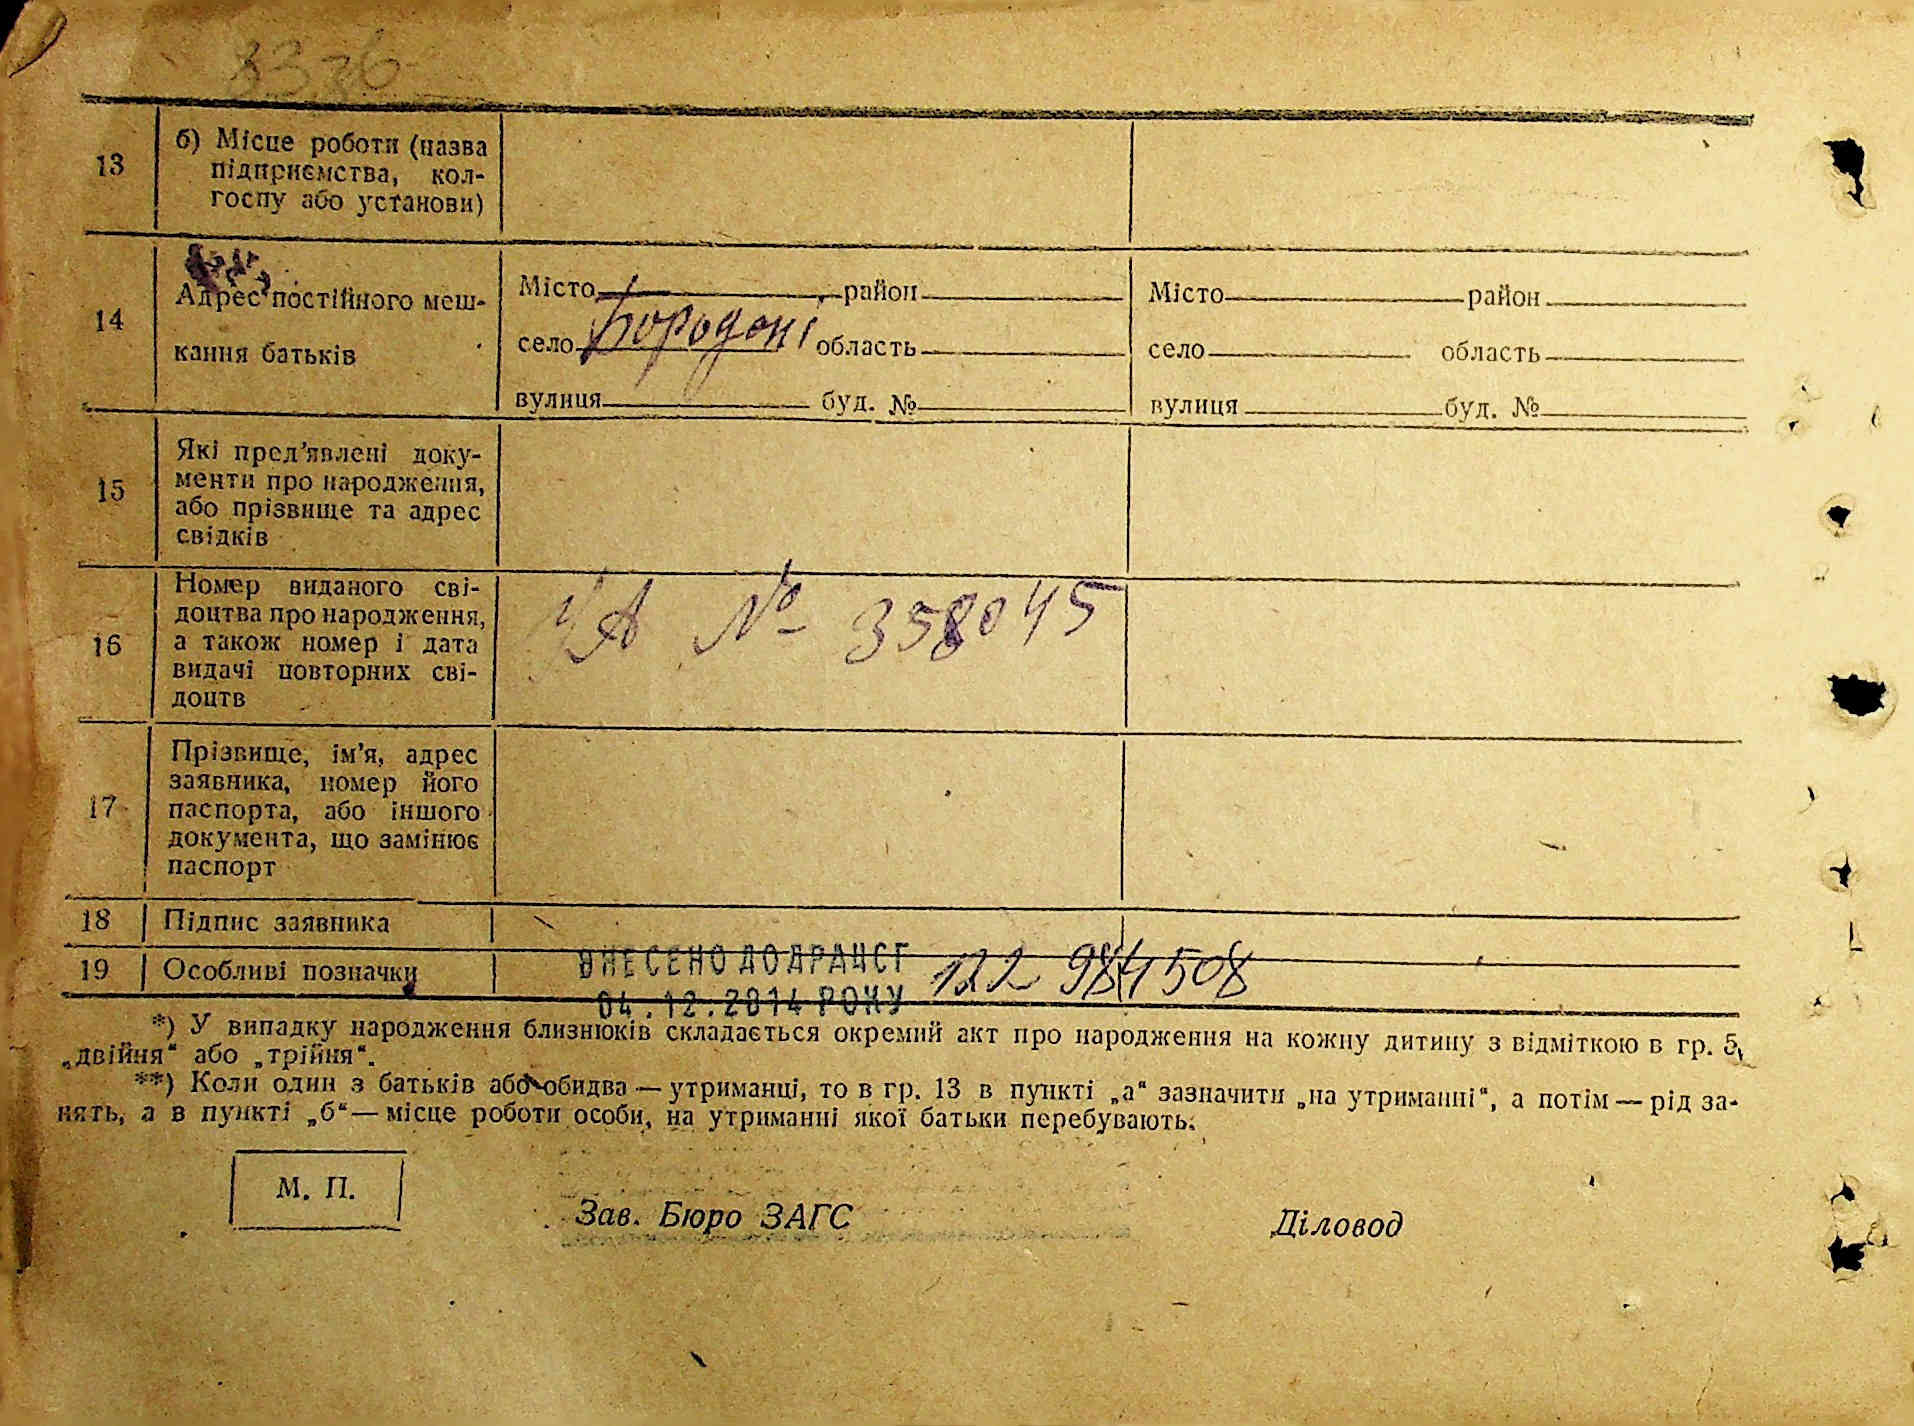 3376
13
б) Місце роботи (назва
підприємства, кол-
госпу або установи)
14
Адрес постійного меш-
кання батьків
Місто , район
село Бородані область
вулиця буд. №
Місто район
село область
вулиця буд. №
15
Які пред'явлені доку-
менти про народження,
або прізвище та адрес
свідків
16
Номер виданого сві-
доцтва про народження,
а також номер і дата
видачі повторних сві-
доцтв
УА № 358045
17
Прізвище, ім'я, адрес
заявника, номер його
паспорта, або іншого
документа, що замінює
паспорт
18 Підпис заявника
19 Особливі позначки
ВНЕСЕНО ДО ДРАЦСГ 122 984508
04.12.2014 РОКУ
*) У випадку народження близнюків складається окремий акт про народження на кожну дитину з відміткою в гр. 5,
„двійня“ або „трійня“.
**) Коли один з батьків або обидва — утриманці, то в гр. 13 в пункті „а“ зазначити „на утриманні“, а потім — рід за-
нять, а в пункті „б“ — місце роботи особи, на утриманні якої батьки перебувають.
М. П.
Зав. Бюро ЗАГС
Діловод